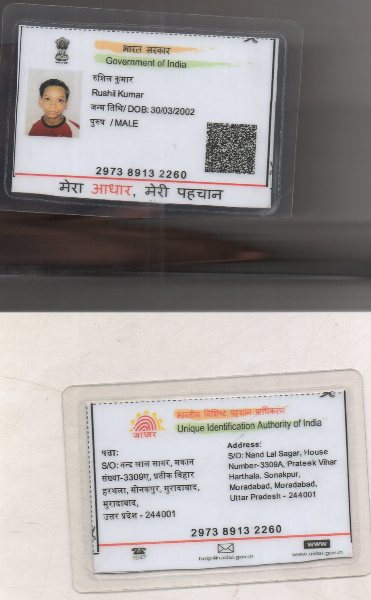 भारत सरकार
Government of India
रुशिल कुमार
Rushil Kumar
जन्म तिथि/ DOB: 30/03/2002
पुरुष / MALE
2973 8913 2260
मेरा आधार, मेरी पहचान
भारतीय विशिष्ट पहचान प्राधिकरण
Unique Identification Authority of India
आधार
पता:
S/O: नन्द लाल सागर, मकान
संख्या-3309ए, प्रतीक विहार
हरथला, सोनकपुर, मुरादाबाद,
मुरादाबाद,
उत्तर प्रदेश - 244001
Address:
S/O: Nand Lal Sagar, House
Number-3309A, Prateek Vihar
Harthala, Sonakpur,
Moradabad, Moradabad,
Uttar Pradesh - 244001
2973 8913 2260
1947
help@uidai.gov.in
www
www.uidai.gov.in